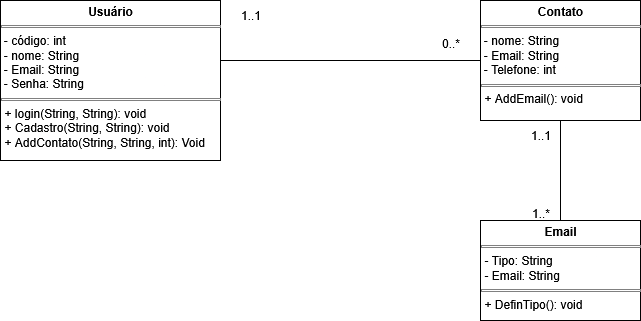 Usuário
- código: int
- nome: String
- Email: String
- Senha: String
+ login(String, String): void
+ Cadastro(String, String): void
+ AddContato(String, String, int): Void
1..1
0..*
Contato
- nome: String
- Email: String
- Telefone: int
+ AddEmail(): void
1..1
1..*
Email
- Tipo: String
- Email: String
+ DefinTipo(): void